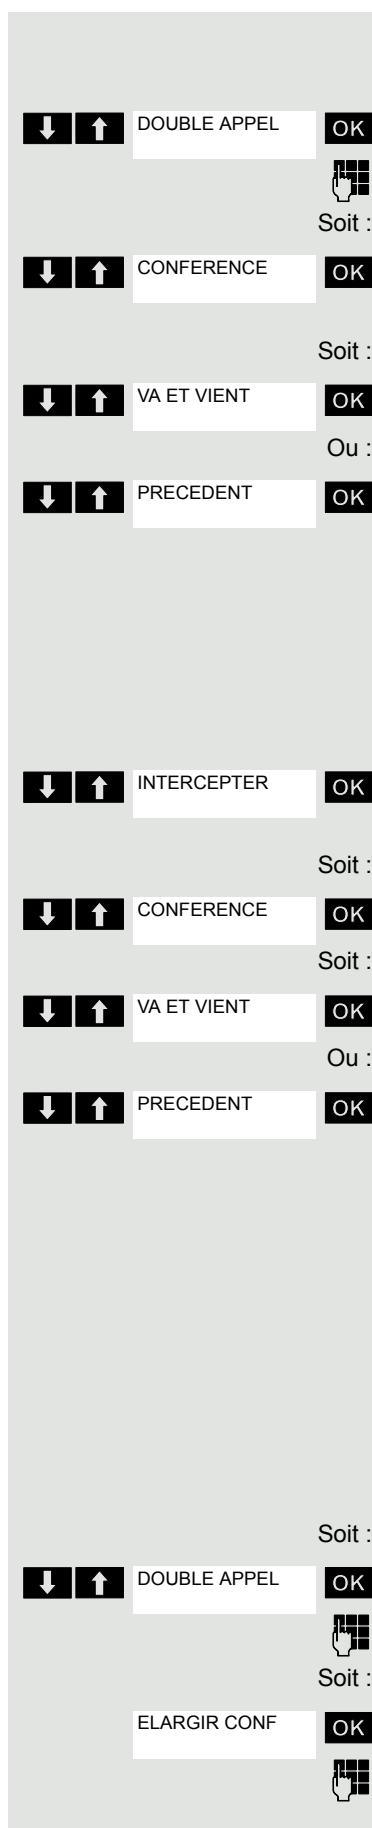 DOUBLE APPEL OK
Soit :
CONFERENCE OK
Soit :
VA ET VIENT OK
Ou :
PRECEDENT OK
INTERCEPTER OK
Soit :
CONFERENCE OK
Soit :
VA ET VIENT OK
Ou :
PRECEDENT OK
Soit :
DOUBLE APPEL OK
Soit :
ELARGIR CONF OK